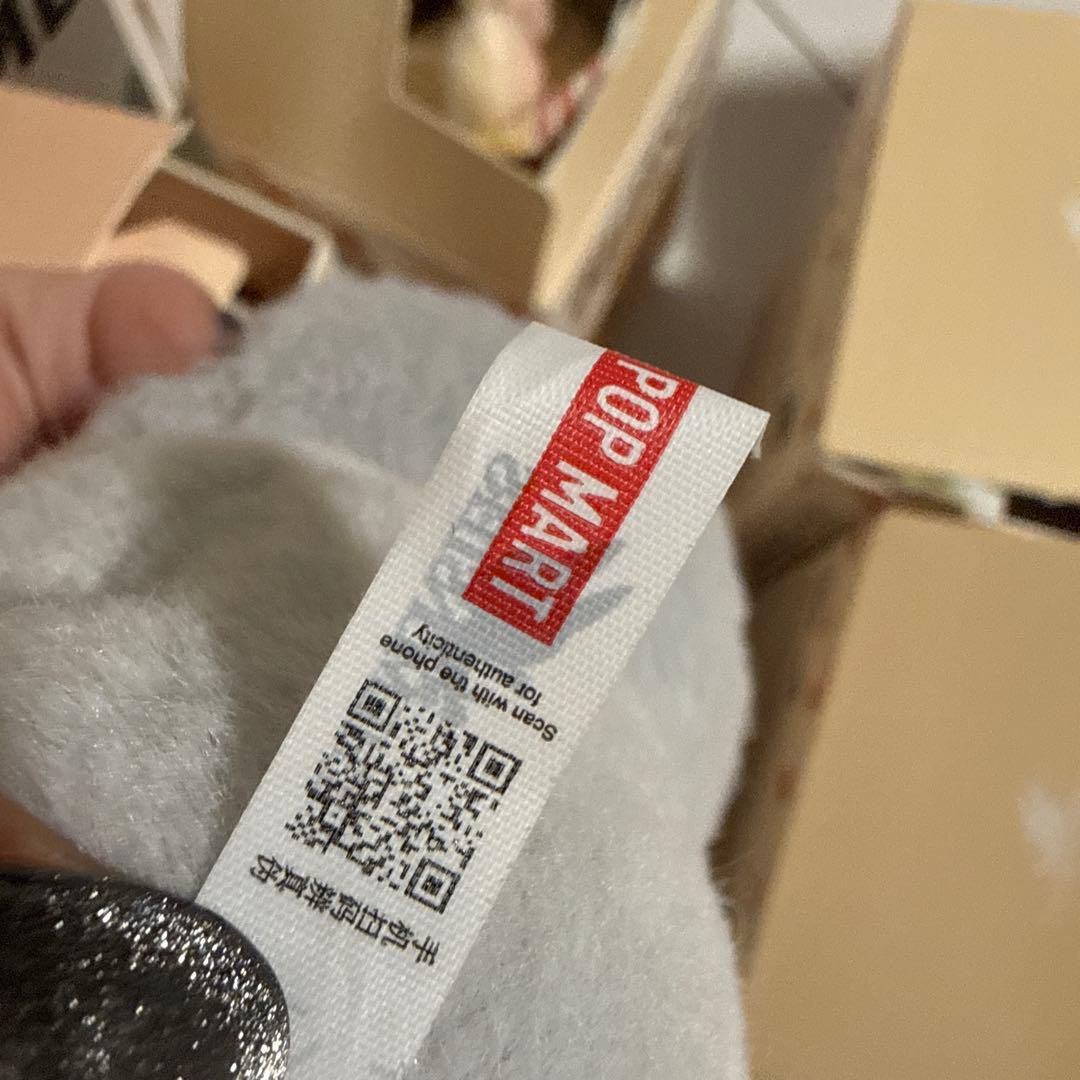 POP MART
Scan with the phone
for authenticity
手机扫码辨真伪